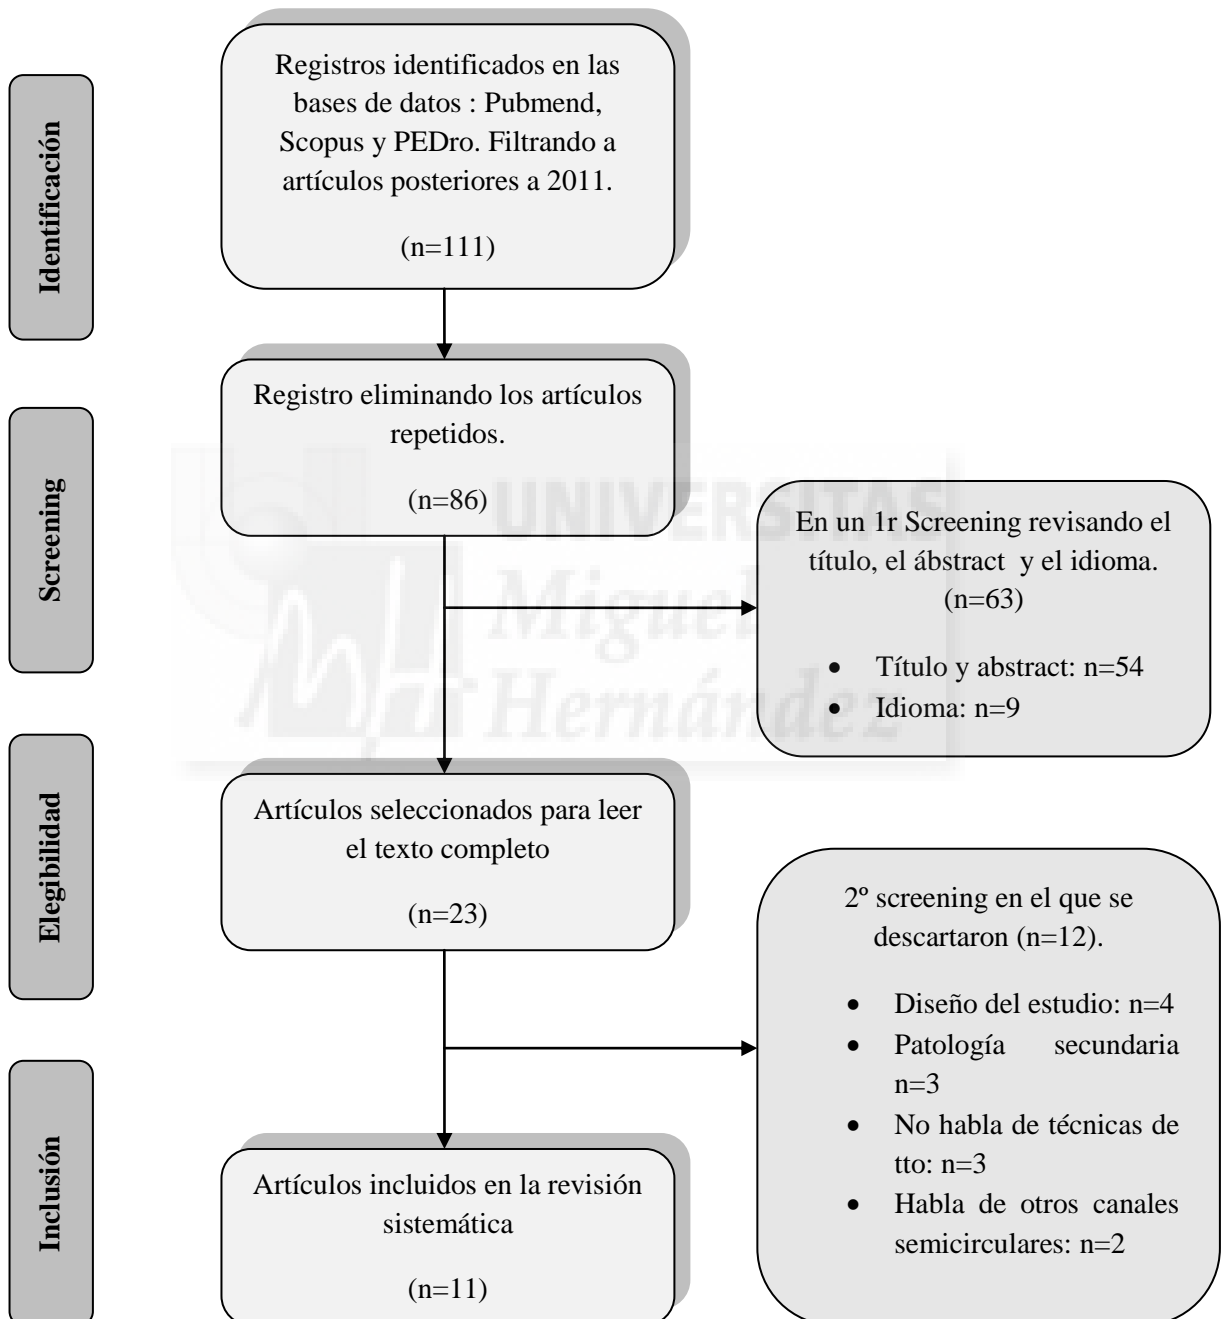 Identificación
Registros identificados en las
bases de datos : Pubmend,
Scopus y PEDro. Filtrando a
artículos posteriores a 2011.
(n=111)
Screening
Registro eliminando los artículos
repetidos.
(n=86)
En un 1r Screening revisando el
título, el ábstract y el idioma.
(n=63)
• Título y abstract: n=54
• Idioma: n=9
UNIVERSITAS
Miguel
Hernández
Elegibilidad
Artículos seleccionados para leer
el texto completo
(n=23)
2º screening en el que se
descartaron (n=12).
• Diseño del estudio: n=4
• Patología secundaria
n=3
• No habla de técnicas de
tto: n=3
• Habla de otros canales
semicirculares: n=2
Inclusión
Artículos incluidos en la revisión
sistemática
(n=11)